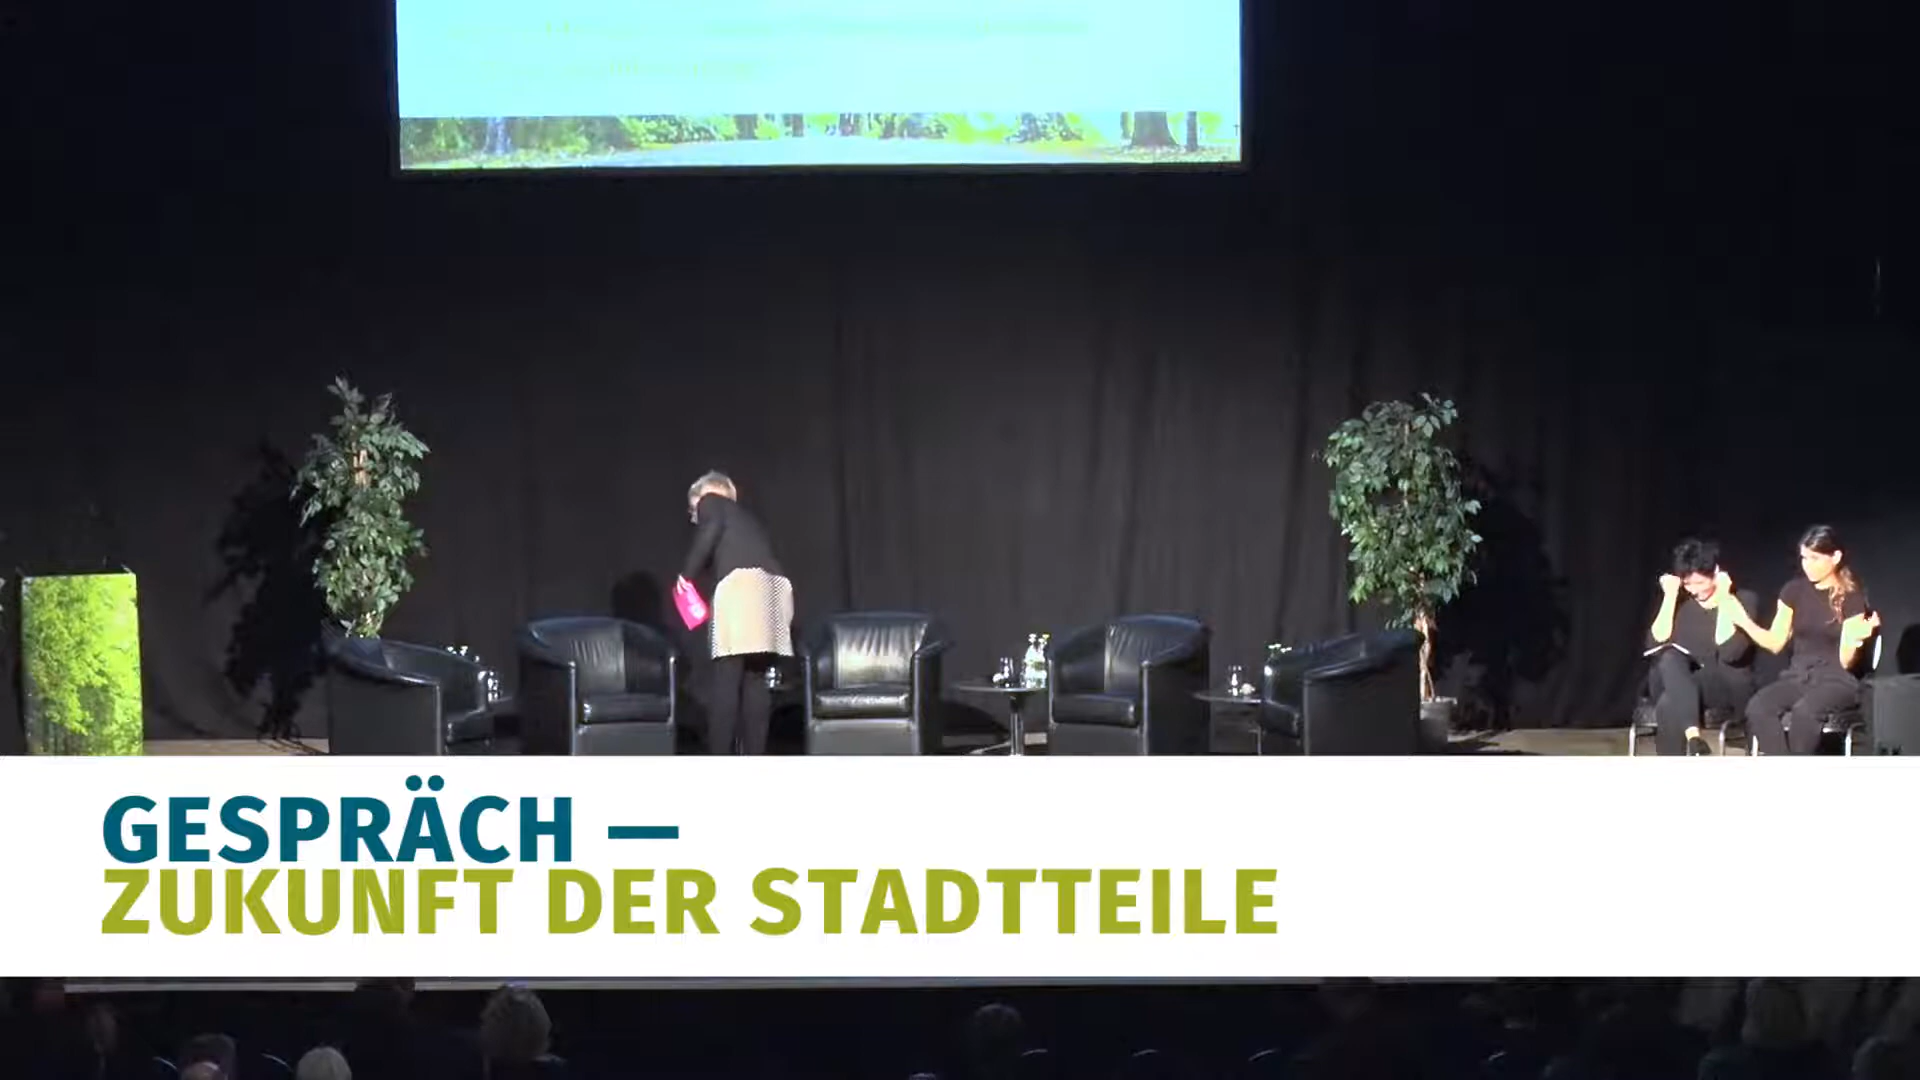 GESPRÄCH —
ZUKUNFT DER STADTTEILE